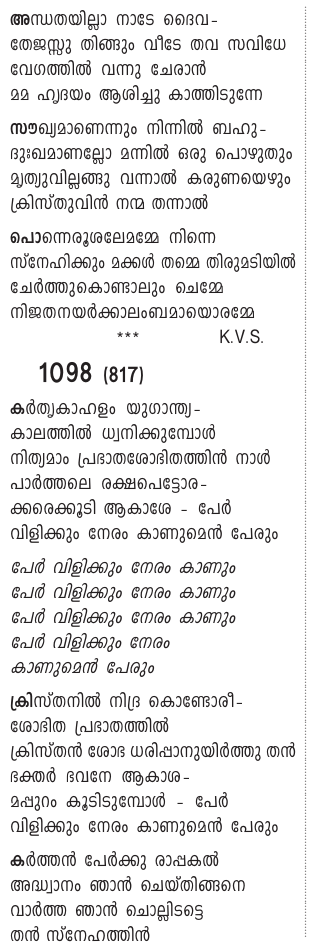 അന്ധതയില്ലാ നാടേ ദൈവ-
തേജസ്സു തിങ്ങും വീടേ തവ സവിധേ
വേഗത്തിൽ വന്നു ചേരാൻ
മമ ഹൃദയം ആശിച്ചു കാത്തിടുന്നേ
സൗഖ്യമാണെന്നും നിന്നിൽ ബഹു-
ദുഃഖമാണല്ലോ മന്നിൽ ഒരു പൊഴുതും
മൃത്യുവില്ലങ്ങു വന്നാൽ കരുണയെഴും
ക്രിസ്തുവിൻ നന്മ തന്നാൽ
പൊന്നെരൂശലേമമ്മേ നിന്നെ
സ്നേഹിക്കും മക്കൾ തമ്മെ തിരുമടിയിൽ
ചേർത്തുകൊണ്ടാലും ചെമ്മേ
നിജതനയർക്കാലംബമായൊരമ്മേ
*** K.V.S.
1098 (817)
കർതൃകാഹളം യുഗാന്ത്യ-
കാലത്തിൽ ധ്വനിക്കുമ്പോൾ
നിത്യമാം പ്രഭാതശോഭിതത്തിൻ നാൾ
പാർത്തലെ രക്ഷപെട്ടോര-
ക്കരെക്കൂടി ആകാശേ - പേർ
വിളിക്കും നേരം കാണുമെൻ പേരും
പേർ വിളിക്കും നേരം കാണും
പേർ വിളിക്കും നേരം കാണും
പേർ വിളിക്കും നേരം കാണും
പേർ വിളിക്കും നേരം
കാണുമെൻ പേരും
ക്രിസ്തനിൽ നിദ്ര കൊണ്ടോരീ-
ശോഭിത പ്രഭാതത്തിൽ
ക്രിസ്തൻ ശോഭ ധരിപ്പാനുയിർത്തു തൻ
ഭക്തർ ഭവനേ ആകാശ-
മപ്പുറം കൂടിടുമ്പോൾ - പേർ
വിളിക്കും നേരം കാണുമെൻ പേരും
കർത്തൻ പേർക്കു രാപ്പകൽ
അദ്ധ്വാനം ഞാൻ ചെയ്തിങ്ങനെ
വാർത്ത ഞാൻ ചൊല്ലിടട്ടെ
തൻ സ്നേഹത്തിൻ